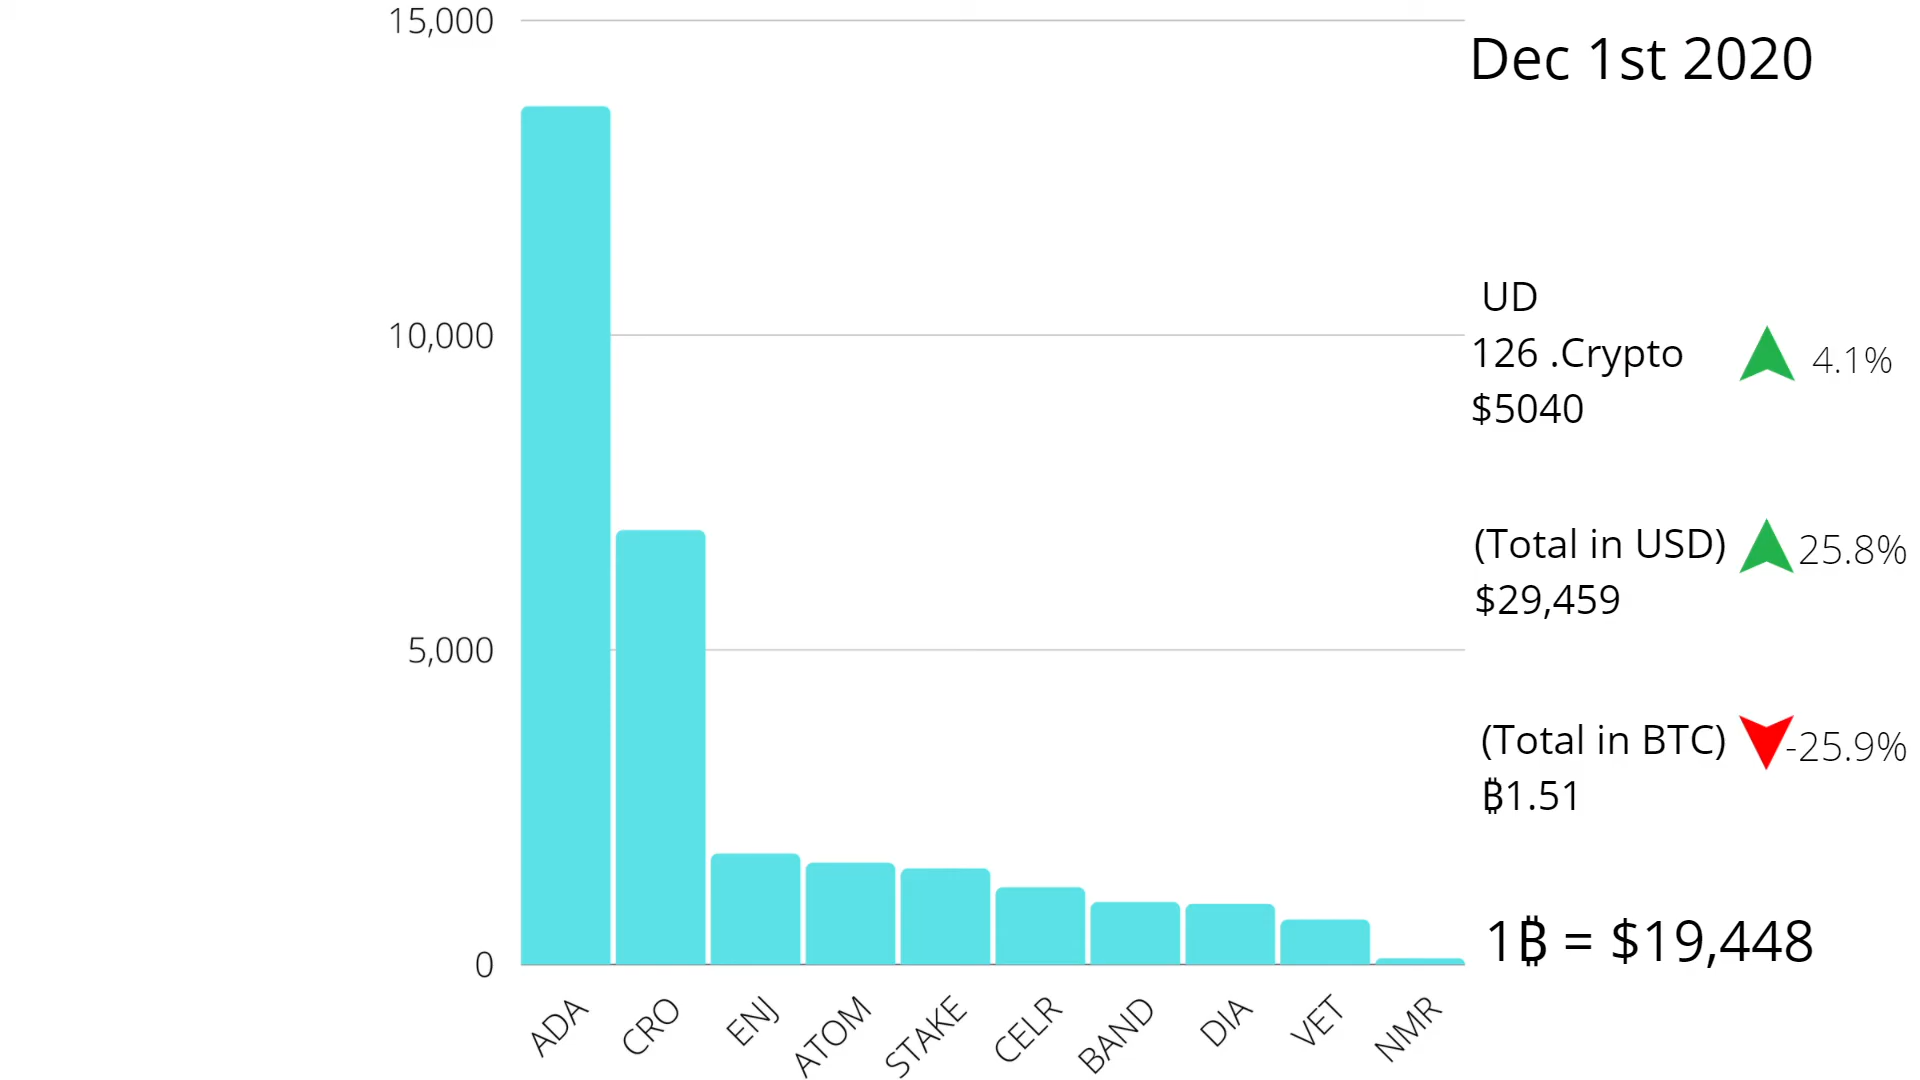 15,000
10,000
5,000
0
ADA
CRO
ENJ
ATOM
STAKE
CELR
BAND
DIA
VET
NMR
Dec 1st 2020
UD
126 .Crypto
4.1%
$5040
(Total in USD)
25.8%
$29,459
(Total in BTC)
-25.9%
₿1.51
1₿ = $19,448